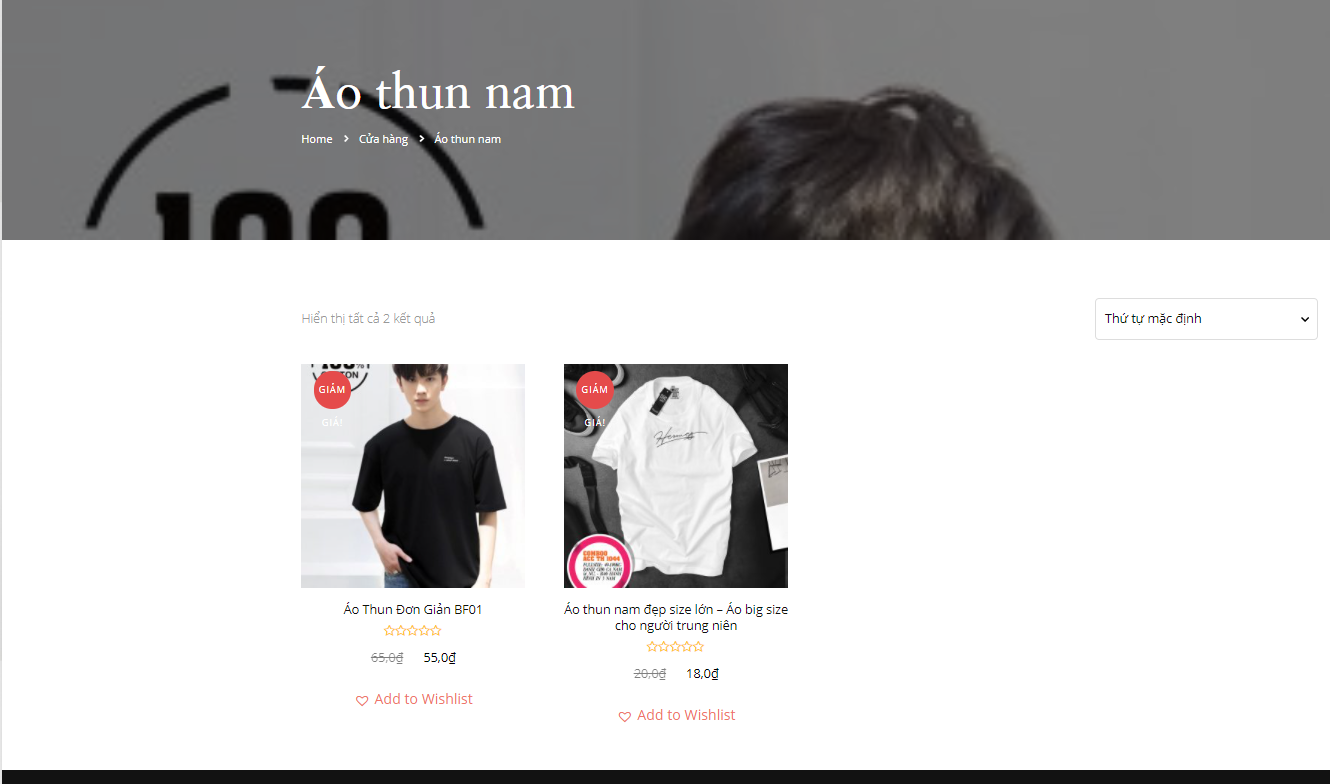 Áo thun nam
Home > Cửa hàng > Áo thun nam
100
Hiển thị tất cả 2 kết quả
Thứ tự mặc định
GIẢM
GIÁ!
GIẢM
GIÁ!
Áo Thun Đơn Giản BF01
65,0₫ 55,0₫
Add to Wishlist
Áo thun nam đẹp size lớn – Áo big size
cho người trung niên
20,0₫ 18,0₫
Add to Wishlist